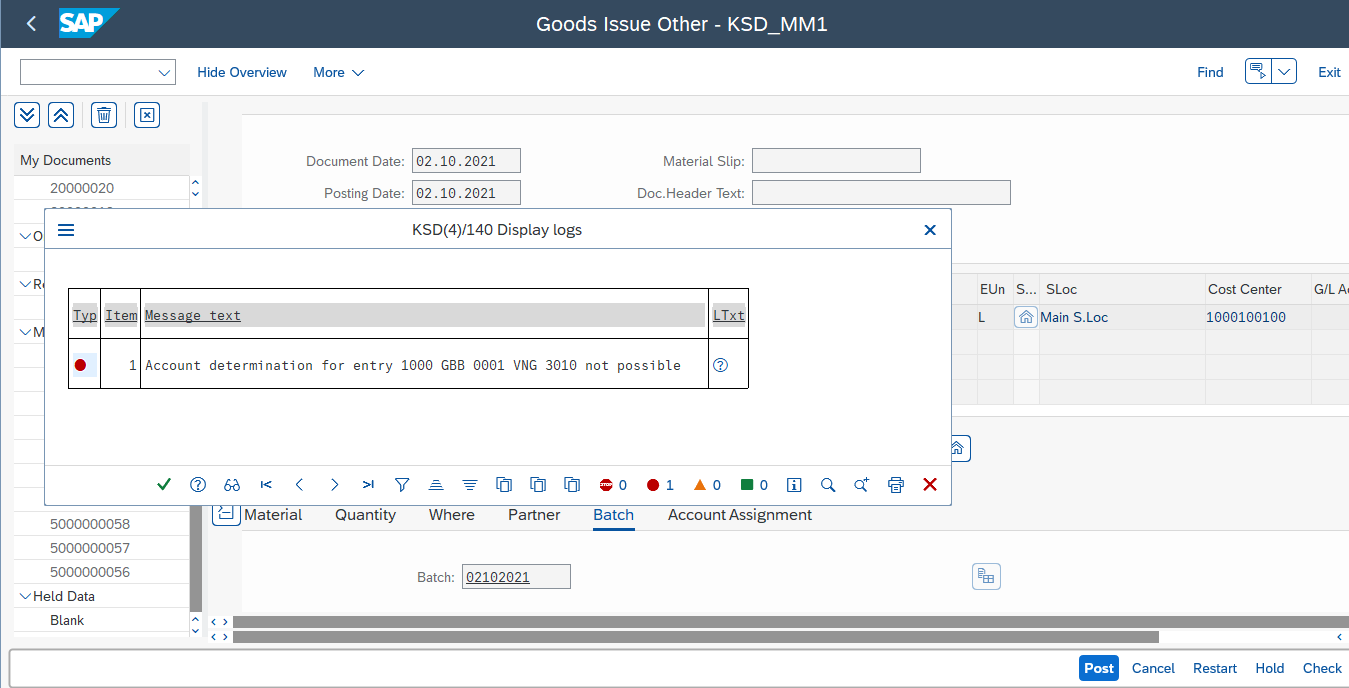 SAP
Goods Issue Other - KSD_MM1
Hide Overview
More
Find
Exit
My Documents
20000020
Document Date:
02.10.2021
Material Slip:
Posting Date:
02.10.2021
Doc.Header Text:
KSD(4)/140 Display logs
Typ Item Message text LTxt
1 Account determination for entry 1000 GBB 0001 VNG 3010 not possible
STOP 0 1 0 0
EUn S... SLoc Cost Center G/L Ac
L Main S.Loc 1000100100
O
Re
M
5000000058
5000000057
5000000056
Held Data
Blank
Material Quantity Where Partner Batch Account Assignment
Batch: 02102021
Post Cancel Restart Hold Check